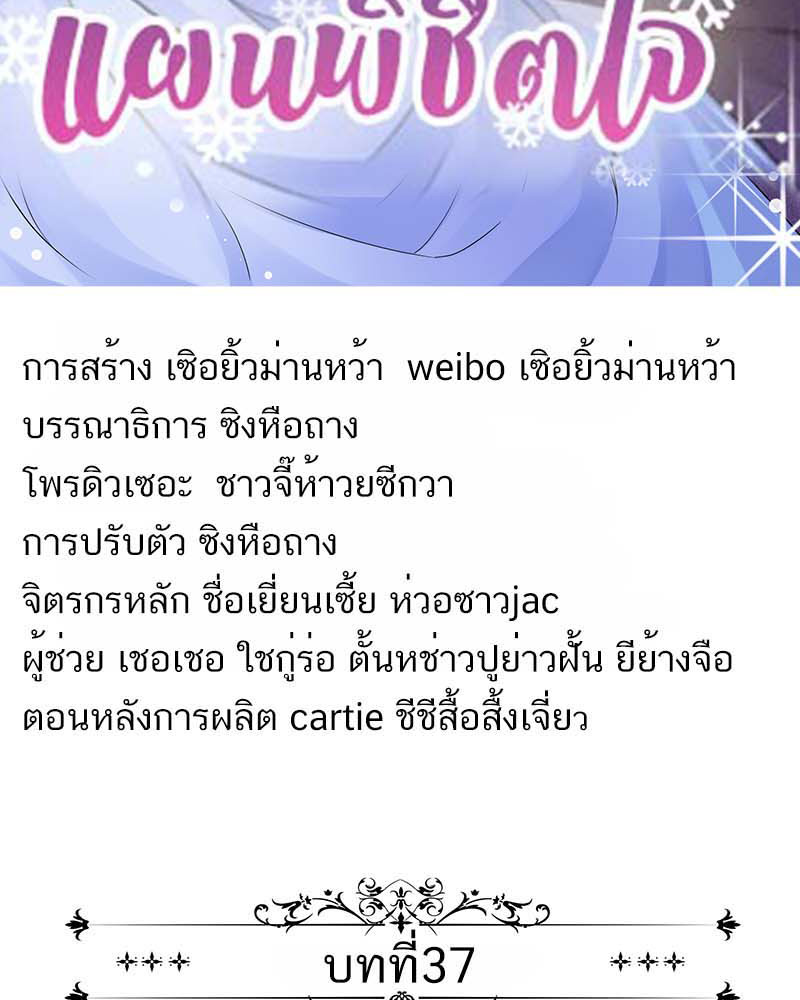 แผนพิชิตใจ
การสร้าง เซิอยิ้วม่านหว้า weibo เซิอยิ้วม่านหว้า
บรรณาธิการ ซิงหือถาง
โพรดิวเซอะ ชาวจี๊ห้าวยซีกวา
การปรับตัว ซิงหือถาง
จิตรกรหลัก ชื่อเยี่ยนเซี้ย ห่วอซาวjac
ผู้ช่วย เชอเชอ ใชกู่ร่อ ตั้นหช่าวปูย่าวฝั้น ยีย้างจือ
ตอนหลังการผลิต cartie ชีชีสื้อสิ้งเจี่ยว
บทที่37